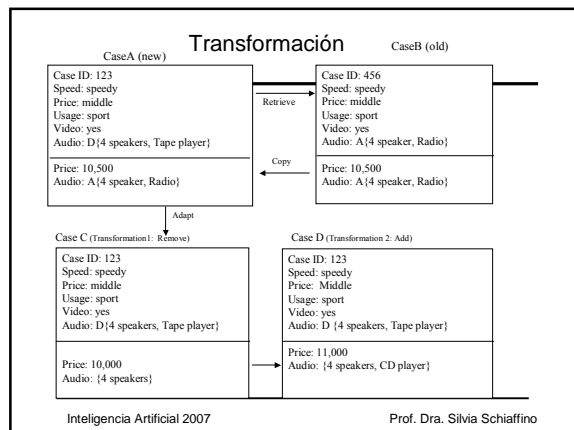 Transformación
CaseA (new)
Case ID: 123
Speed: speedy
Price: middle
Usage: sport
Video: yes
Audio: D{4 speakers, Tape player}
Price: 10,500
Audio: A{4 speaker, Radio}
Retrieve
Copy
CaseB (old)
Case ID: 456
Speed: speedy
Price: middle
Usage: sport
Video: yes
Audio: A{4 speaker, Radio}
Price: 10,500
Audio: A{4 speaker, Radio}
Adapt
Case C (Transformation1: Remove)
Case ID: 123
Speed: speedy
Price: middle
Usage: sport
Video: yes
Audio: D{4 speakers, Tape player}
Price: 10,000
Audio: {4 speakers}
Case D (Transformation 2: Add)
Case ID: 123
Speed: speedy
Price: Middle
Usage: sport
Video: yes
Audio: D {4 speakers, Tape player}
Price: 11,000
Audio: {4 speakers, CD player}
Inteligencia Artificial 2007
Prof. Dra. Silvia Schiaffino